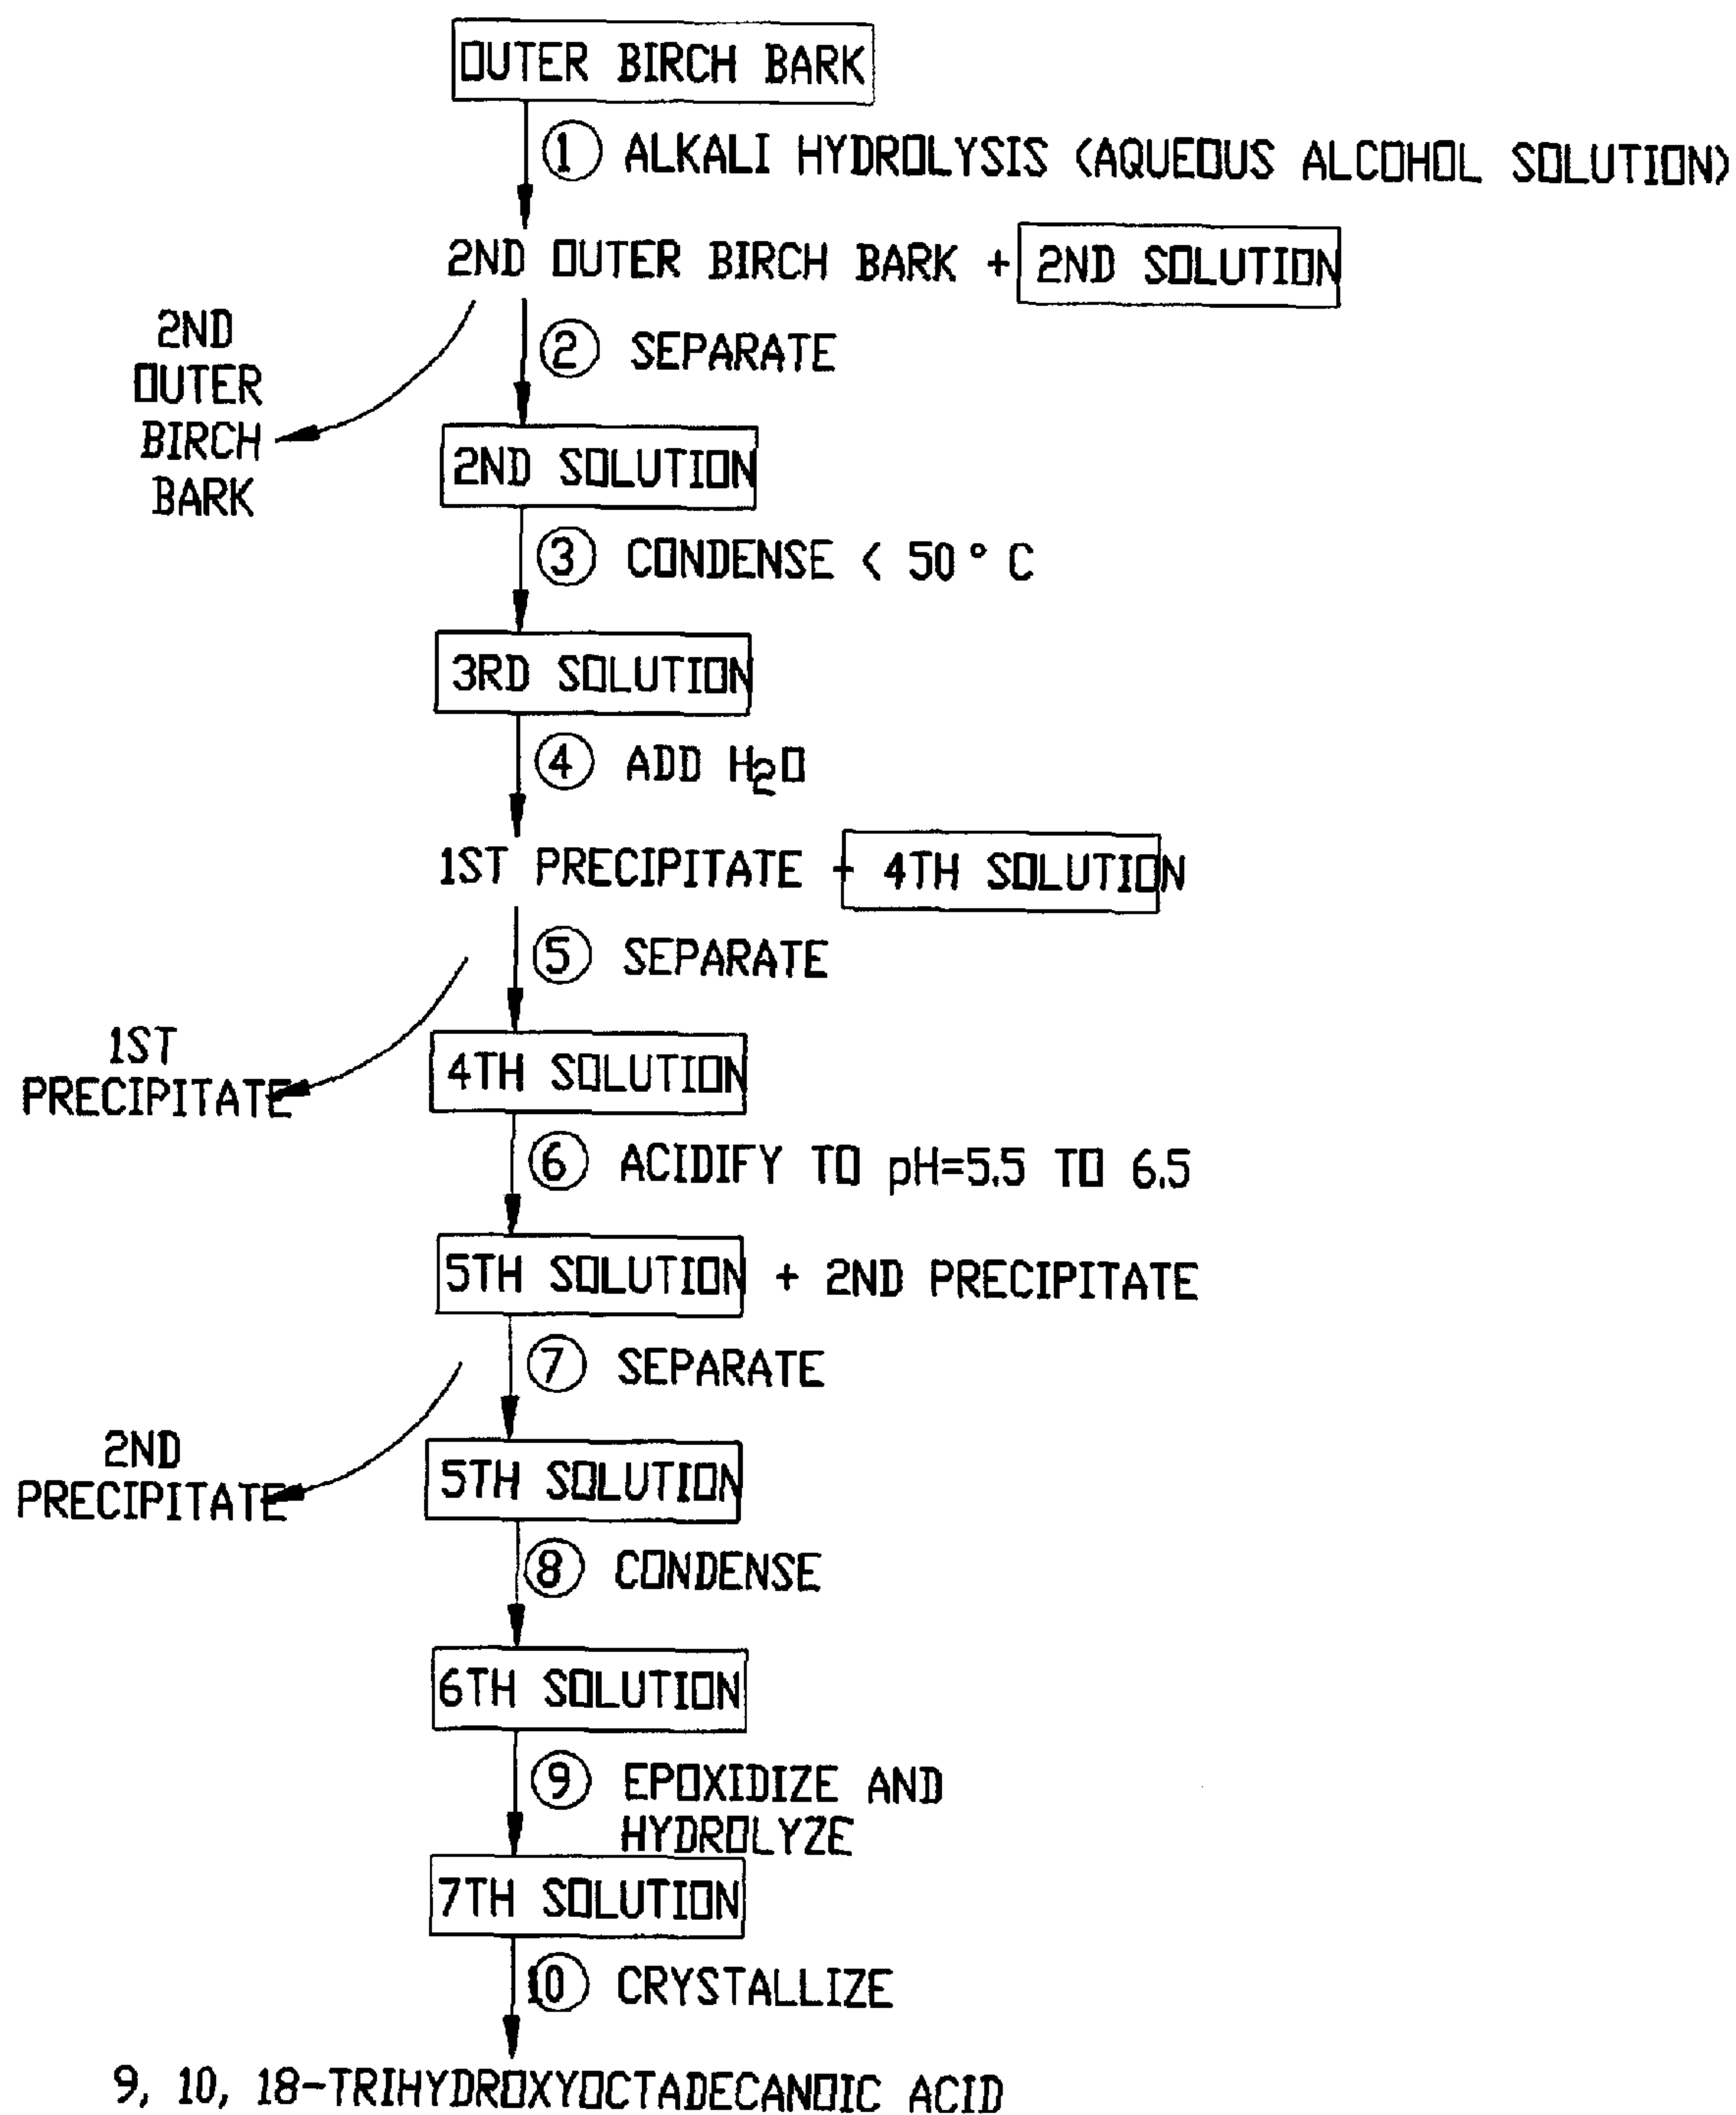 OUTER BIRCH BARK
① ALKALI HYDROLYSIS (AQUEOUS ALCOHOL SOLUTION)
2ND OUTER BIRCH BARK + 2ND SOLUTION
2ND
OUTER
BIRCH
BARK
② SEPARATE
2ND SOLUTION
③ CONDENSE < 50° C
3RD SOLUTION
④ ADD H₂O
1ST PRECIPITATE + 4TH SOLUTION
⑤ SEPARATE
1ST
PRECIPITATE
4TH SOLUTION
⑥ ACIDIFY TO pH=5.5 TO 6.5
5TH SOLUTION + 2ND PRECIPITATE
⑦ SEPARATE
2ND
PRECIPITATE
5TH SOLUTION
⑧ CONDENSE
6TH SOLUTION
⑨ EPOXIDIZE AND
HYDROLYZE
7TH SOLUTION
⑩ CRYSTALLIZE
9, 10, 18-TRIHYDROXYOCTADECANOIC ACID